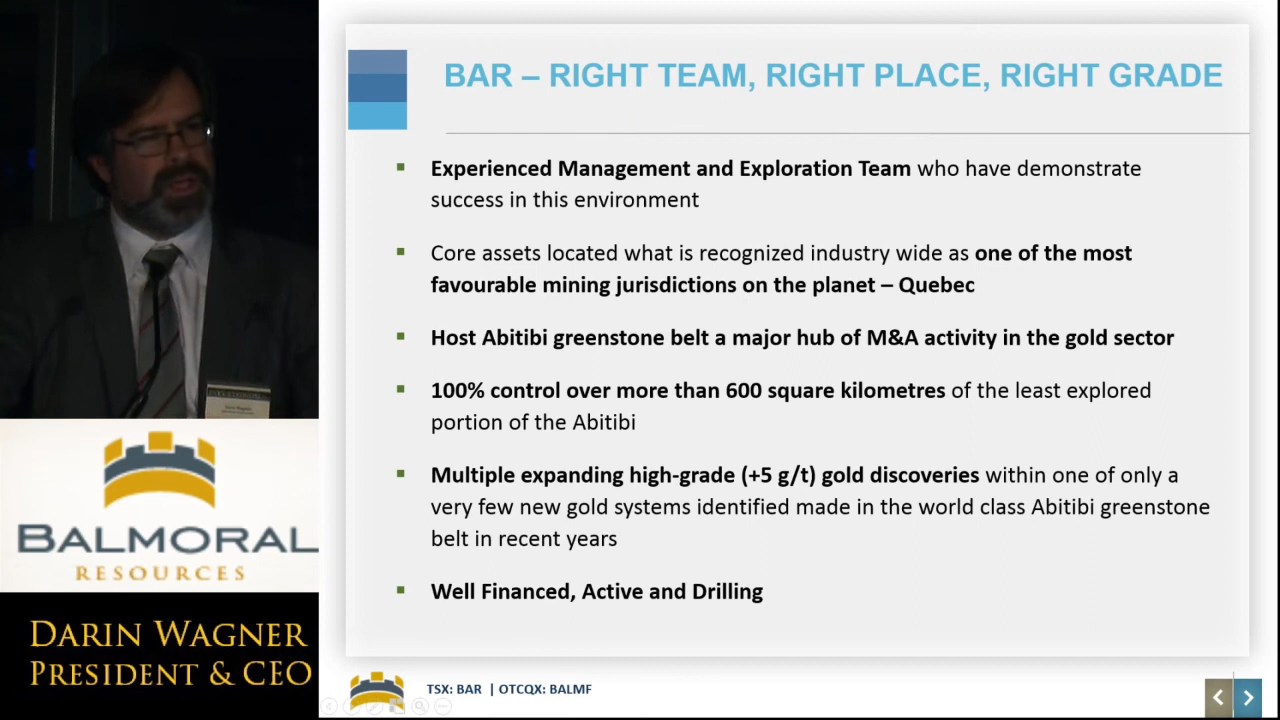 BAR – RIGHT TEAM, RIGHT PLACE, RIGHT GRADE
Experienced Management and Exploration Team who have demonstrate
success in this environment
Core assets located what is recognized industry wide as one of the most
favourable mining jurisdictions on the planet – Quebec
Host Abitibi greenstone belt a major hub of M&A activity in the gold sector
100% control over more than 600 square kilometres of the least explored
portion of the Abitibi
Multiple expanding high-grade (+5 g/t) gold discoveries within one of only a
very few new gold systems identified made in the world class Abitibi greenstone
belt in recent years
Well Financed, Active and Drilling
TSX: BAR | OTCQX: BALMF
BALMORAL
RESOURCES
DARIN WAGNER
PRESIDENT & CEO